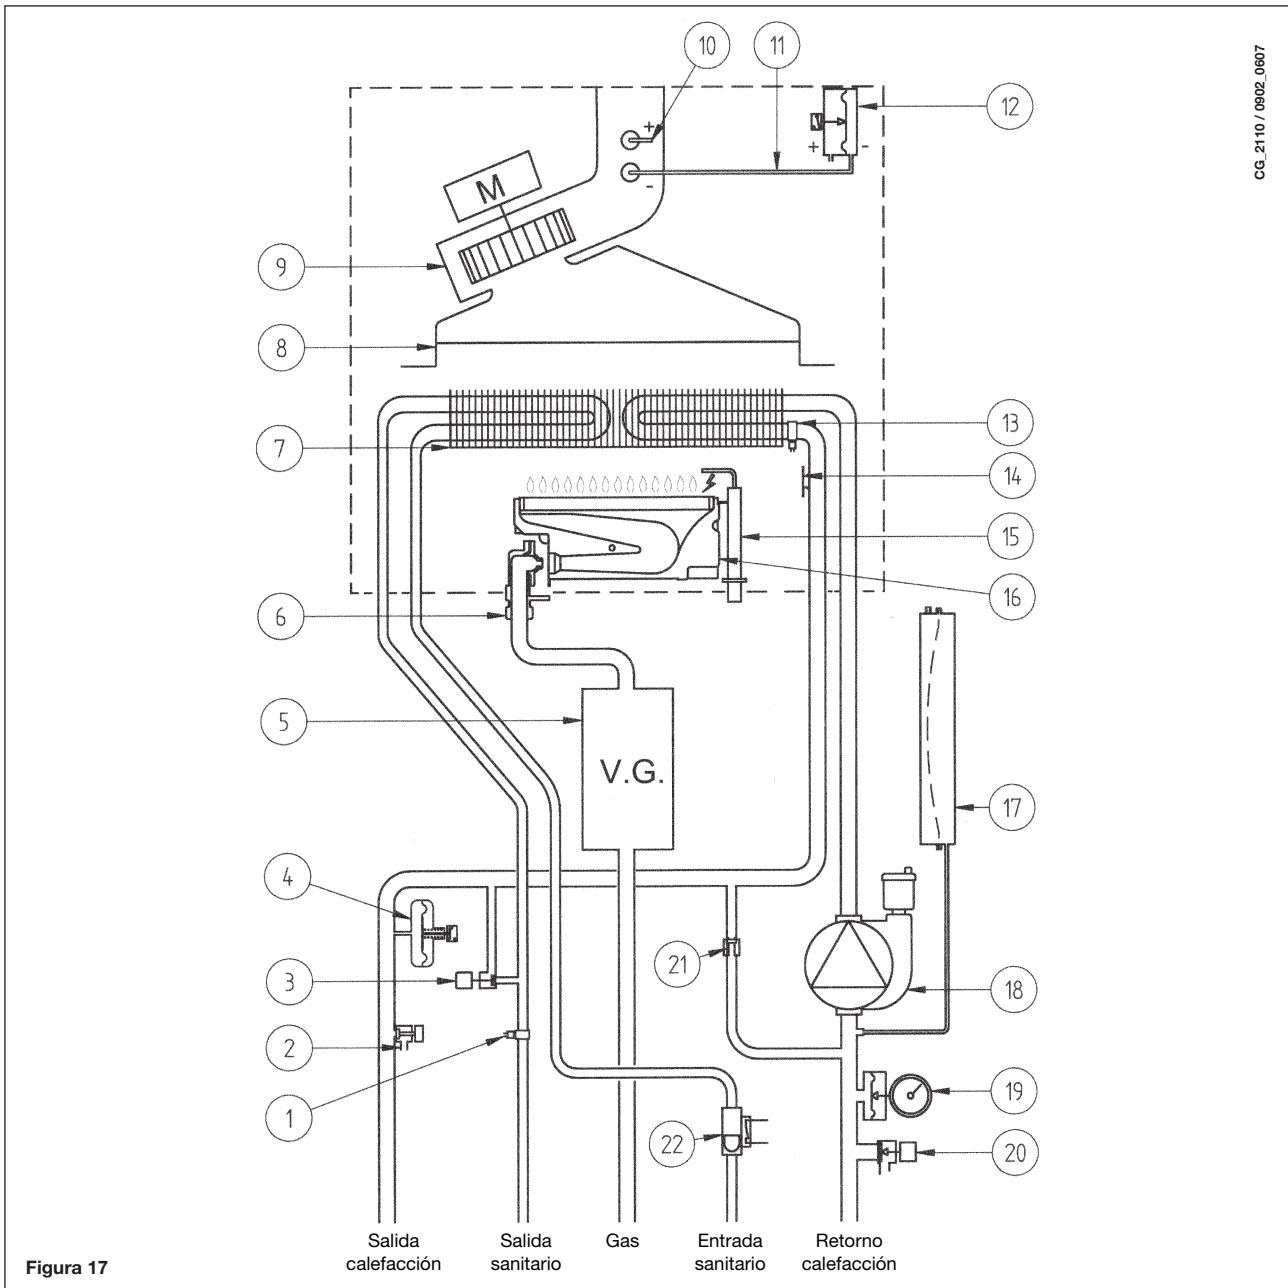 CG_2110 / 0902_0607
10
11
12
+
-
+ -
M
9
8
7
13
14
15
16
6
5
V.G.
17
4
3
21
18
2
1
19
22
20
Salida calefacción
Salida sanitario
Gas
Entrada sanitario
Retorno calefacción
Figura 17